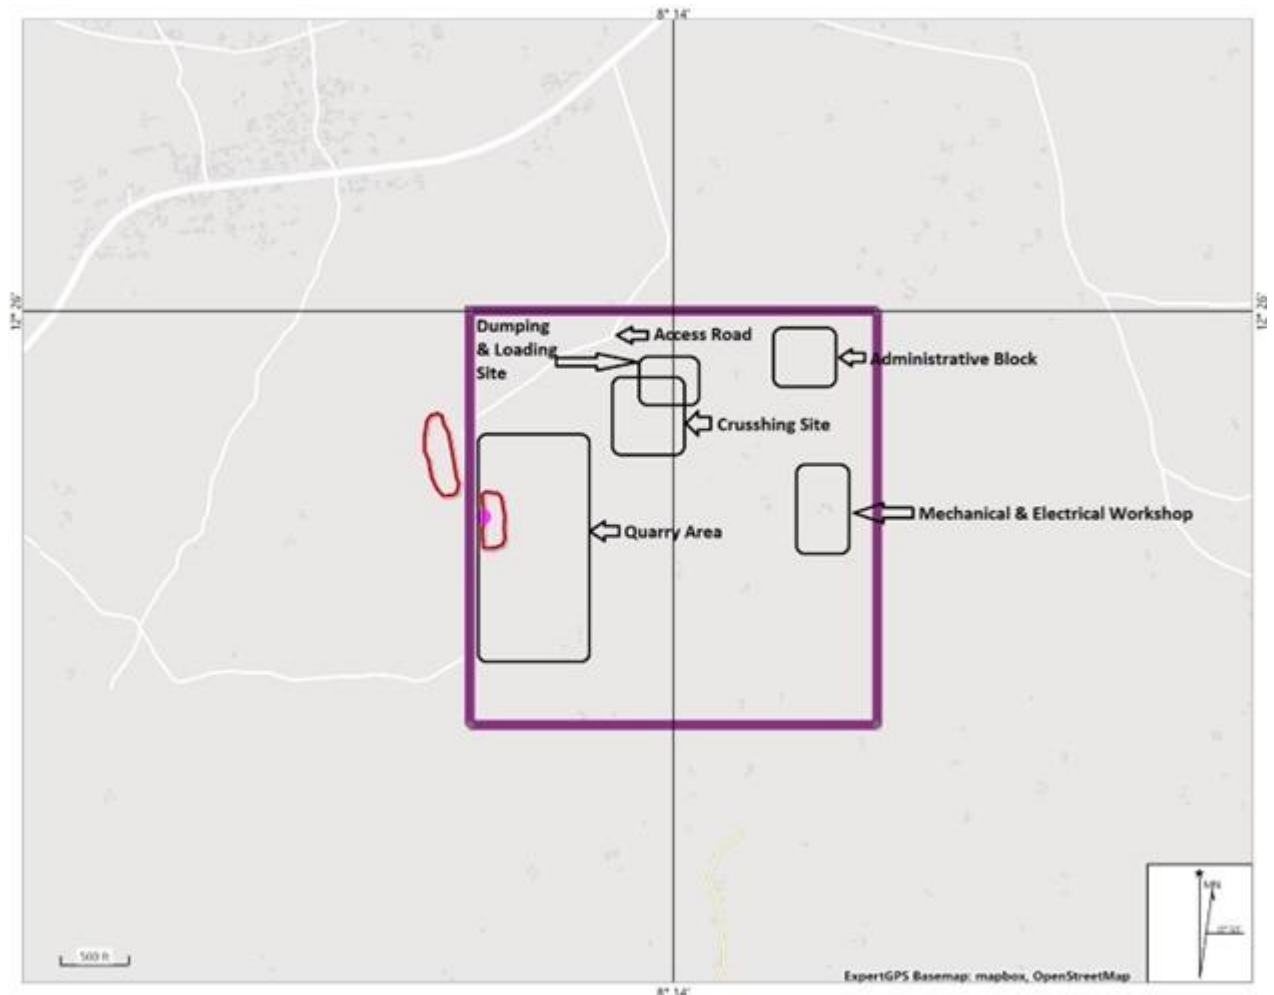 8° 14'
12° 26'
12° 26'
Dumping
& Loading
Site
Access Road
Administrative Block
Crusshing Site
Mechanical & Electrical Workshop
Quarry Area
MN
500 ft
ExpertGPS Basemap: mapbox, OpenStreetMap
8° 14'